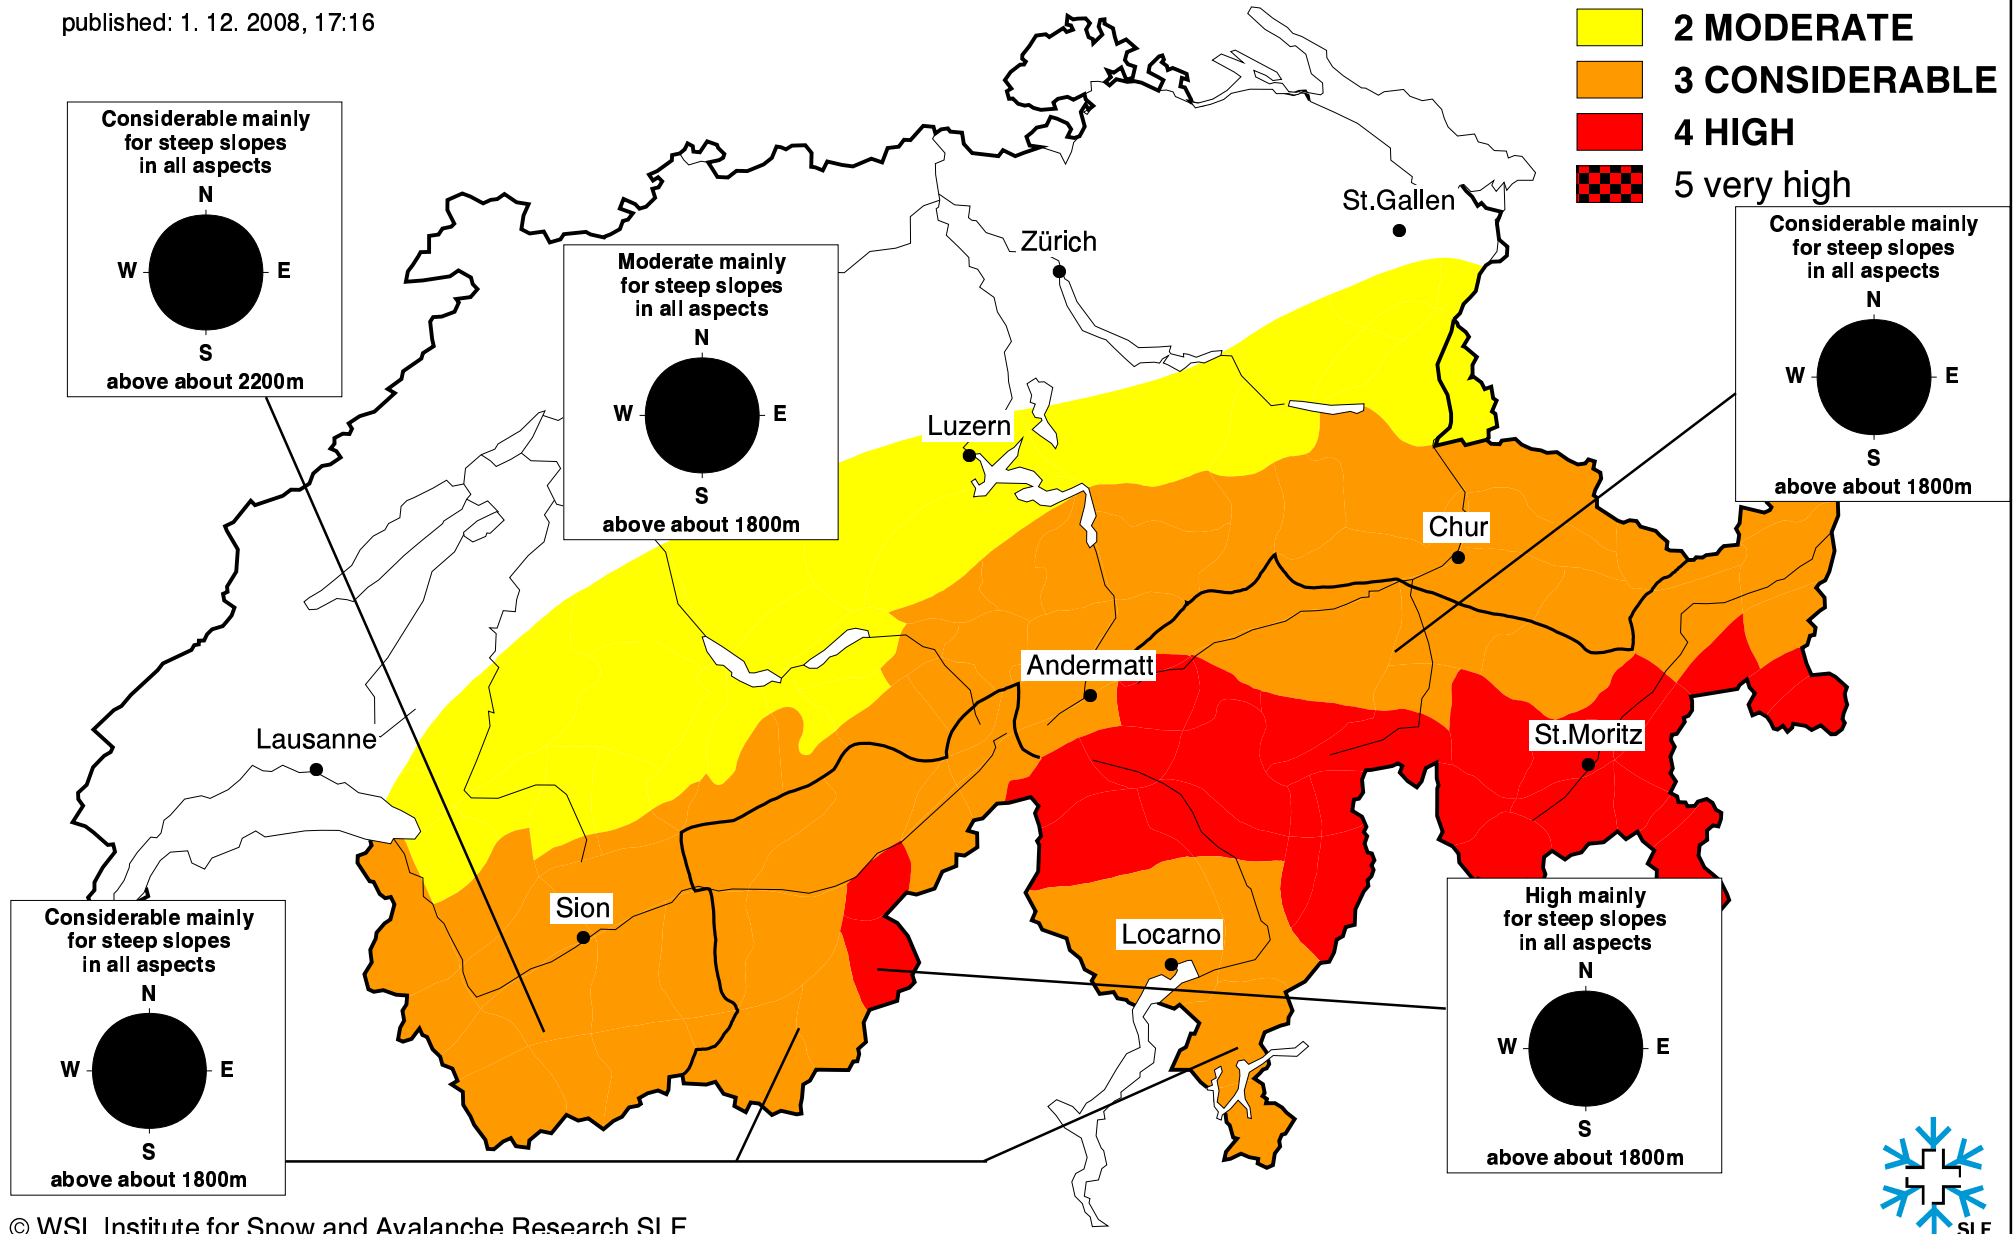 published: 1. 12. 2008, 17:16
2 MODERATE
3 CONSIDERABLE
4 HIGH
5 very high
Considerable mainly
for steep slopes
in all aspects
N
W E
S
above about 2200m
Moderate mainly
for steep slopes
in all aspects
N
W E
S
above about 1800m
Considerable mainly
for steep slopes
in all aspects
N
W E
S
above about 1800m
St.Gallen
Zürich
Luzern
Chur
Andermatt
St.Moritz
Lausanne
Sion
Locarno
Considerable mainly
for steep slopes
in all aspects
N
W E
S
above about 1800m
High mainly
for steep slopes
in all aspects
N
W E
S
above about 1800m
© WSL Institute for Snow and Avalanche Research SLF
SLF